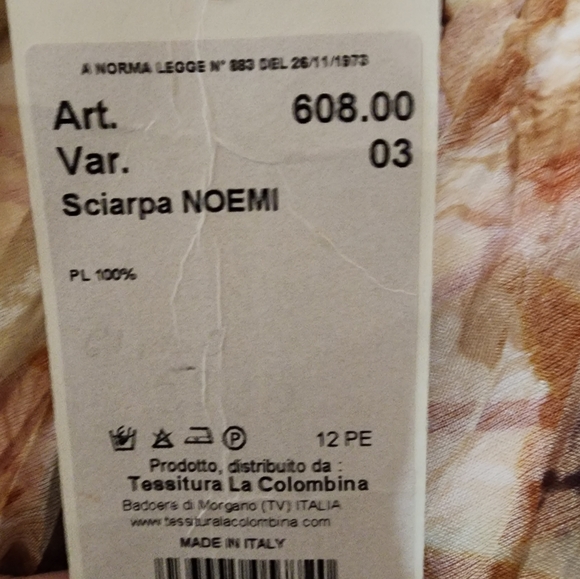 A NORMA LEGGE N° 883 DEL 26/11/1973
Art. 608.00
Var. 03
Sciarpa NOEMI
PL 100%
P 12 PE
Prodotto, distribuito da :
Tessitura La Colombina
Badoere di Morgano (TV) ITALIA
www.tessituralacolombina.com
MADE IN ITALY